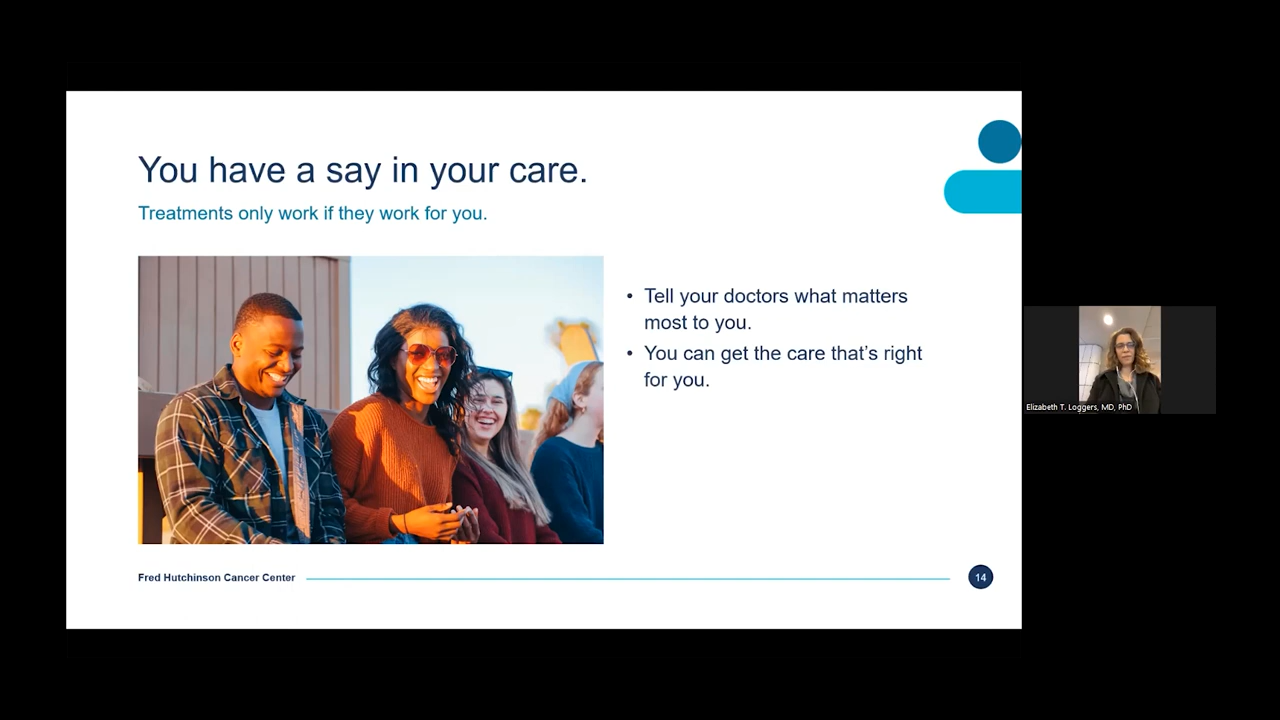 You have a say in your care.
Treatments only work if they work for you.
• Tell your doctors what matters
most to you.
• You can get the care that's right
for you.
Fred Hutchinson Cancer Center
14
Elizabeth T. Loggers, MD, PhD